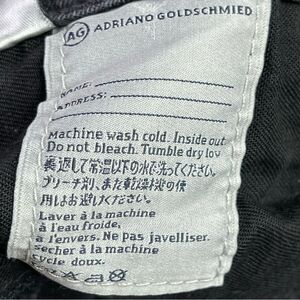 AG ADRIANO GOLDSCHMIED
NAME:
ADDRESS:
Machine wash cold. Inside out
Do not bleach. Tumble dry low
裏返して常温以下の水で洗ってください
ブリーチ剤、また乾燥機の使
用はお避けください。
Laver à la machine
à l'eau froide,
à l'envers. Ne pas javelliser.
sécher à la machine
cycle doux.